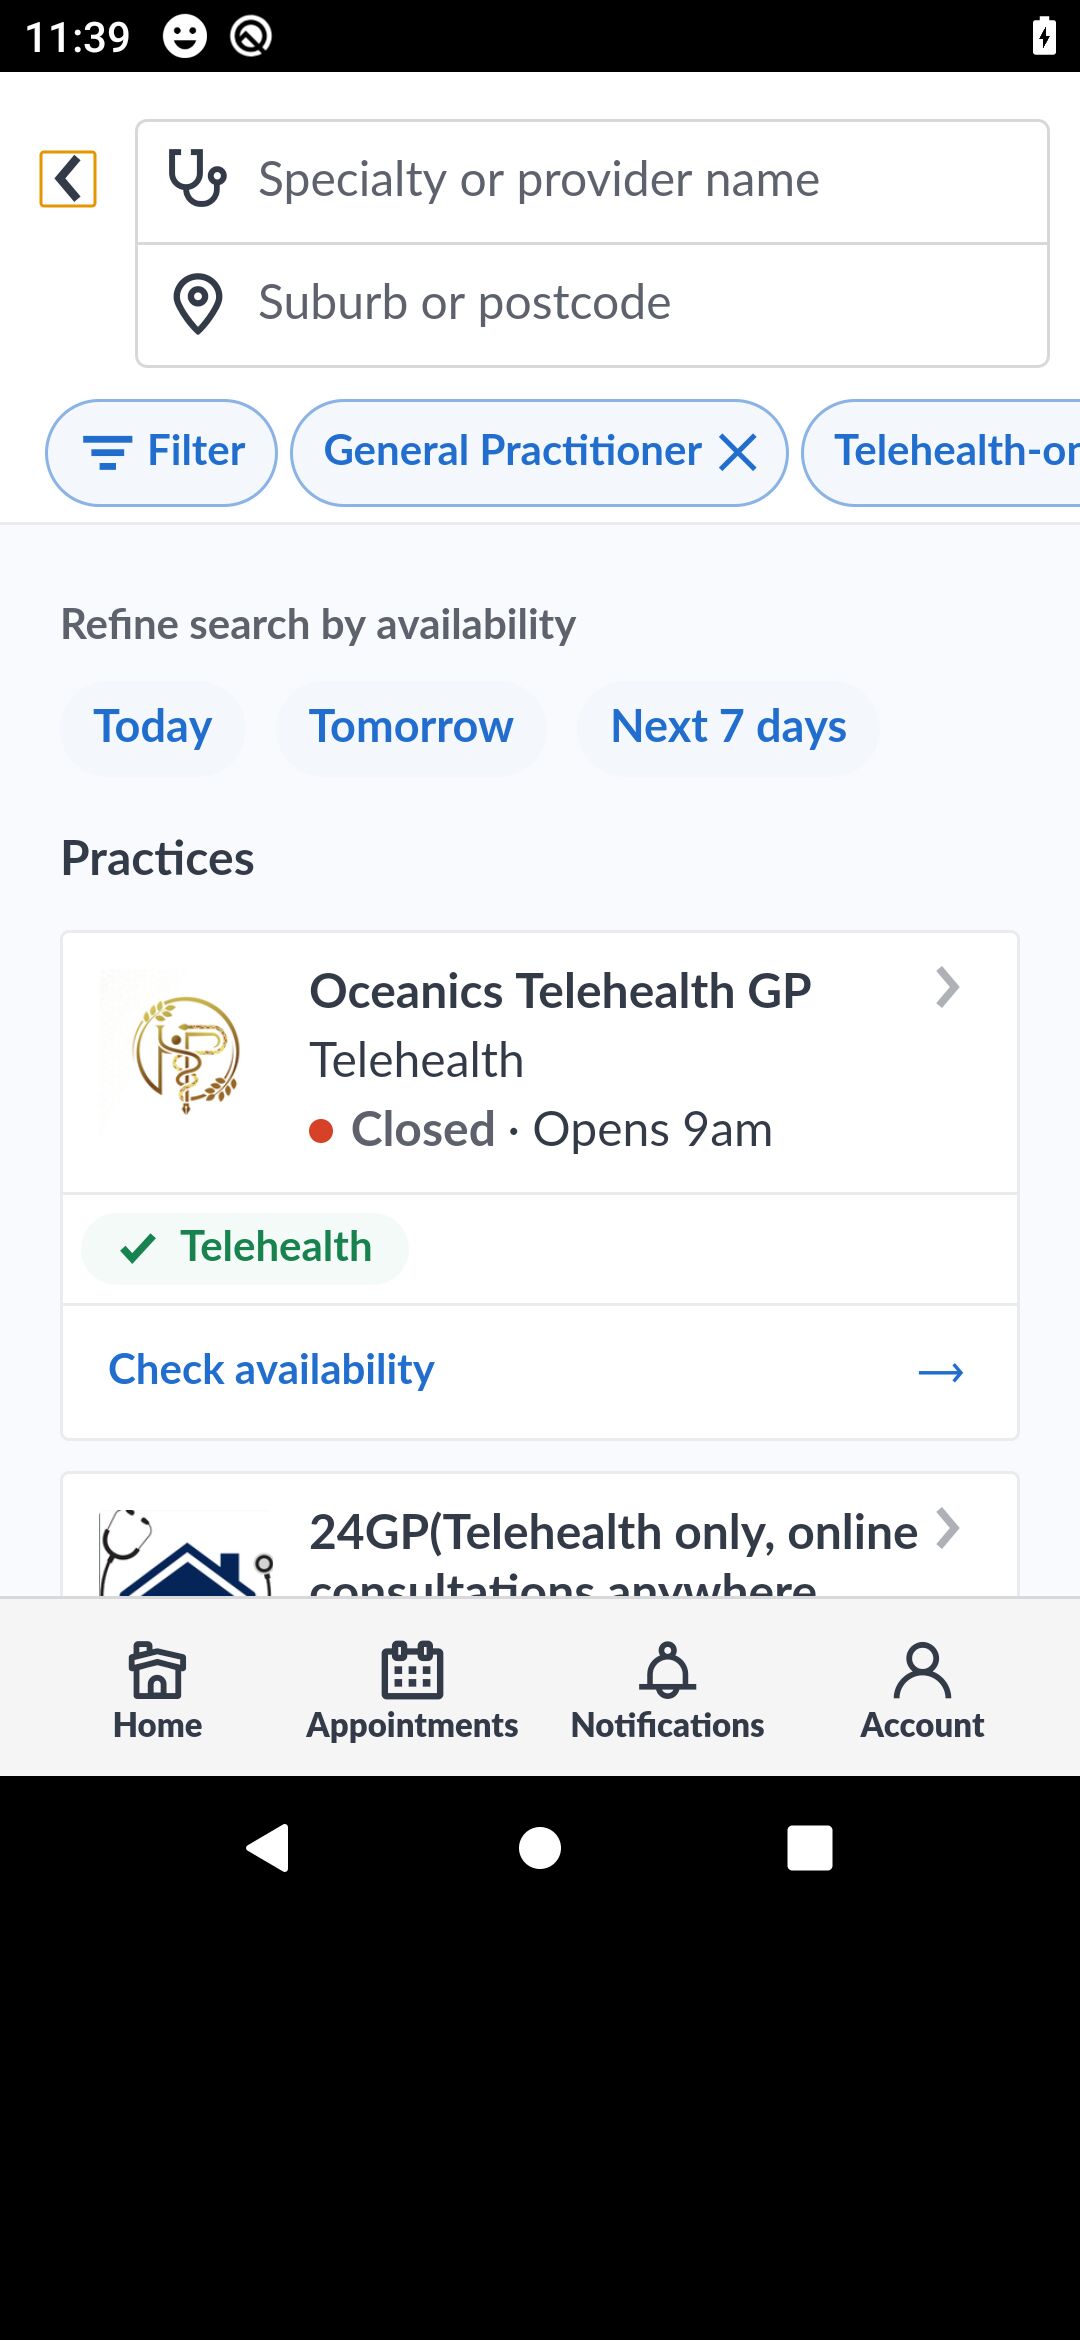 11:39
Specialty or provider name
Suburb or postcode
Filter
General Practitioner
Telehealth-or
Refine search by availability
Today
Tomorrow
Next 7 days
Practices
Oceanics Telehealth GP
Telehealth
Closed · Opens 9am
Telehealth
Check availability
24GP(Telehealth only, online
consultations anywhere
Home
Appointments
Notifications
Account